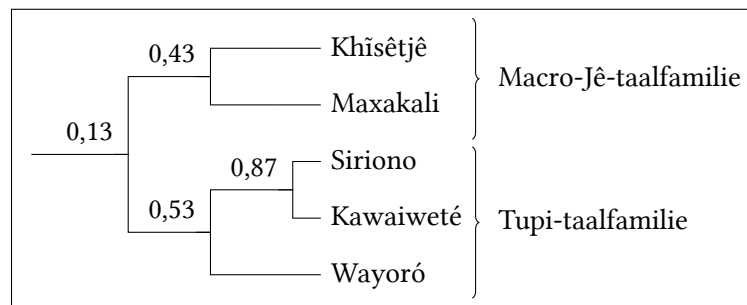 0,43
Khĩsêtjê
Maxakali
Macro-Jê-taalfamilie
0,13
0,87
Siriono
0,53
Kawaiweté
Wayoró
Tupi-taalfamilie